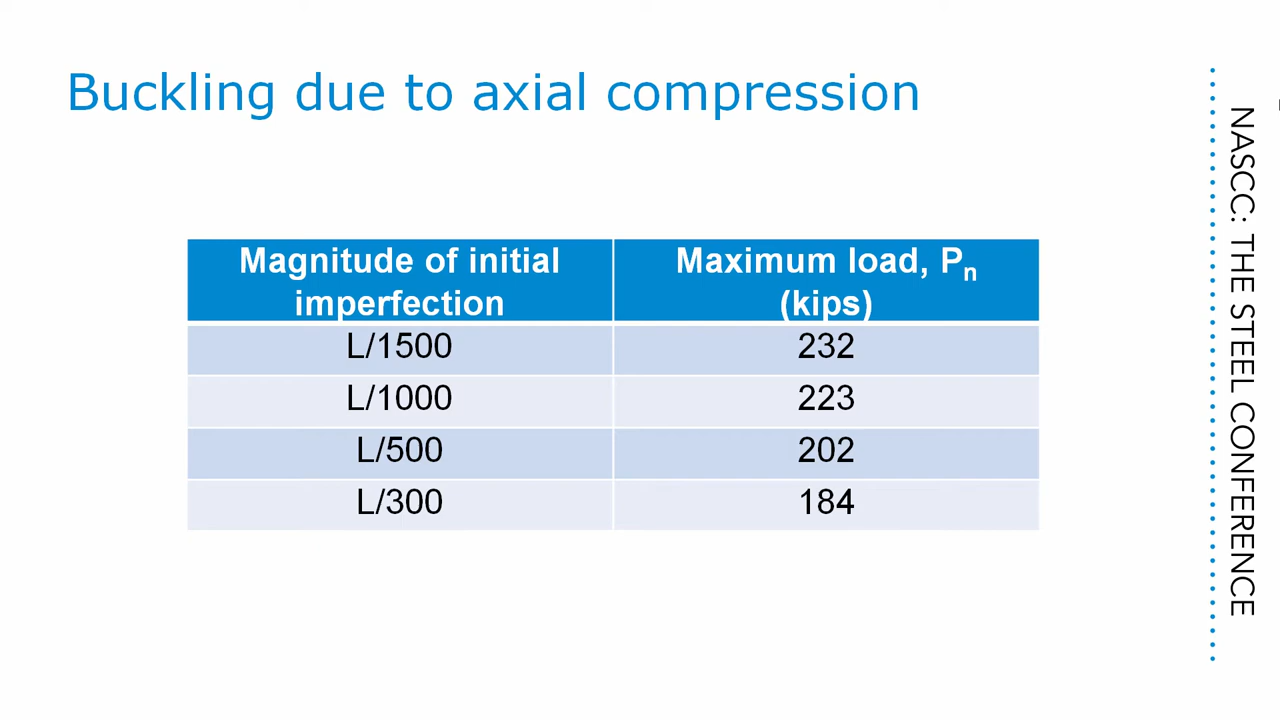 Buckling due to axial compression
Magnitude of initial
imperfection
Maximum load, Pn
(kips)
L/1500 232
L/1000 223
L/500 202
L/300 184
NASCC: THE STEEL CONFERENCE